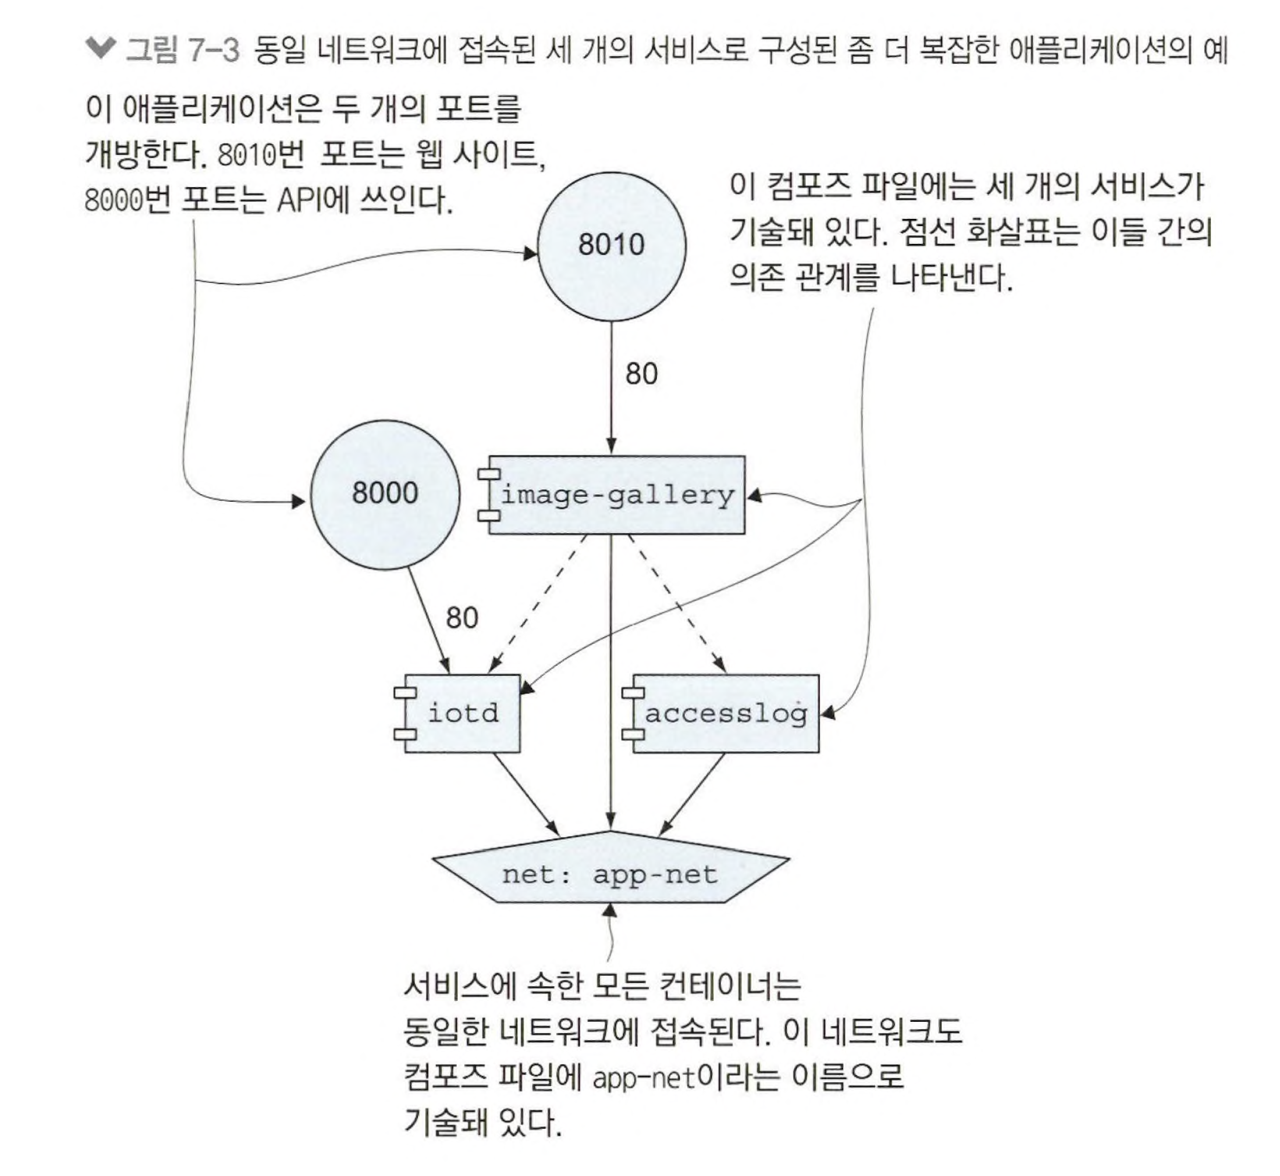 그림 7-3 동일 네트워크에 접속된 세 개의 서비스로 구성된 좀 더 복잡한 애플리케이션의 예
이 애플리케이션은 두 개의 포트를
개방한다. 8010번 포트는 웹 사이트,
8000번 포트는 API에 쓰인다.
이 컴포즈 파일에는 세 개의 서비스가
기술돼 있다. 점선 화살표는 이들 간의
의존 관계를 나타낸다.
8010
80
8000
image-gallery
80
iotd
accesslog
net: app-net
서비스에 속한 모든 컨테이너는
동일한 네트워크에 접속된다. 이 네트워크도
컴포즈 파일에 app-net이라는 이름으로
기술돼 있다.